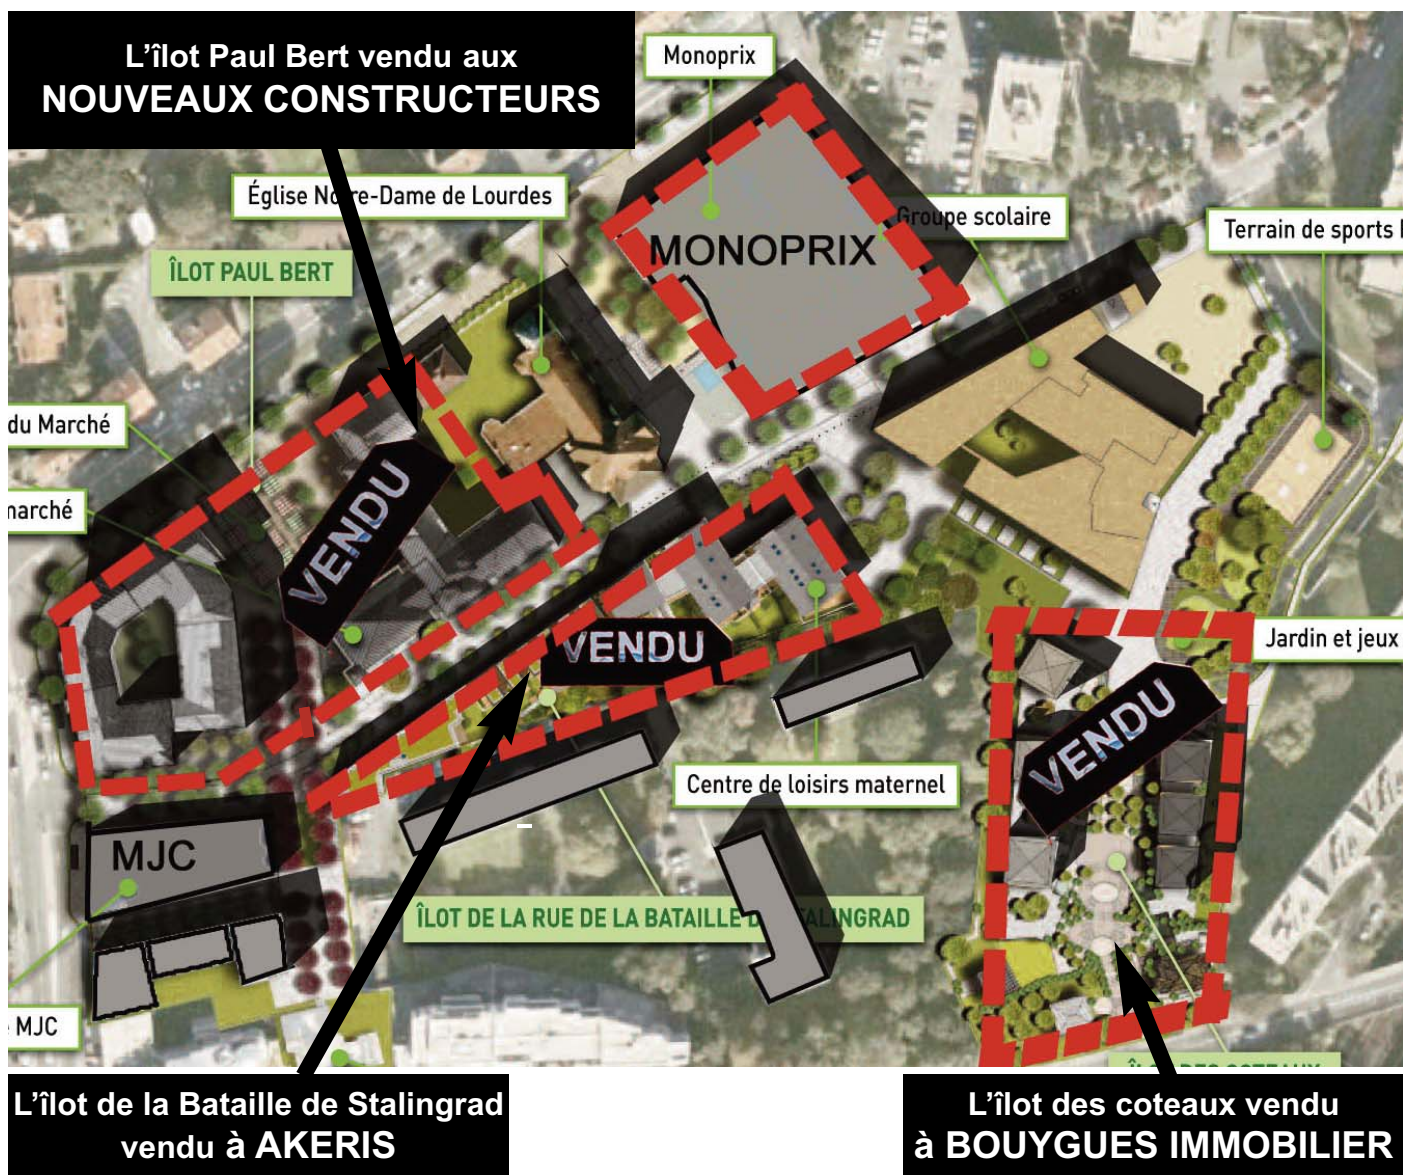 L'îlot Paul Bert vendu aux
NOUVEAUX CONSTRUCTEURS
Monoprix
Église Notre-Dame de Lourdes
Groupe scolaire
Terrain de sports
MONOPRIX
ÎLOT PAUL BERT
du Marché
VENDU
marché
VENDU
Jardin et jeux
VENDU
Centre de loisirs maternel
MJC
ÎLOT DE LA RUE DE LA BATAILLE DE STALINGRAD
MJC
ÎLOT DES COTEAUX
L'îlot de la Bataille de Stalingrad
vendu à AKERIS
L'îlot des coteaux vendu
à BOUYGUES IMMOBILIER